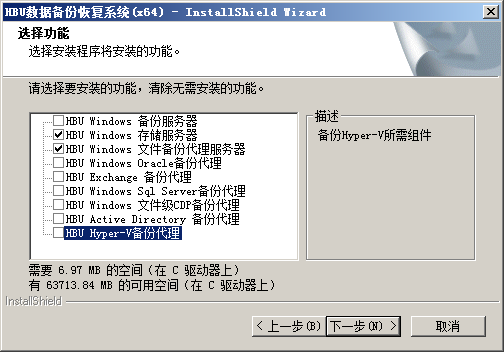 HBU数据备份恢复系统(x64) - InstallShield Wizard
选择功能
选择安装程序将安装的功能。
请选择要安装的功能，清除无需安装的功能。
HBU Windows 备份服务器
HBU Windows 存储服务器
HBU Windows 文件备份代理服务器
HBU Windows Oracle备份代理
HBU Exchange 备份代理
HBU Windows Sql Server备份代理
HBU Windows 文件级CDP备份代理
HBU Active Directory 备份代理
HBU Hyper-V备份代理
描述
备份Hyper-V所需组件
需要 6.97 MB 的空间（在 C 驱动器上）
有 63713.84 MB 的可用空间（在 C 驱动器上）
InstallShield
< 上一步(B)
下一步(N) >
取消